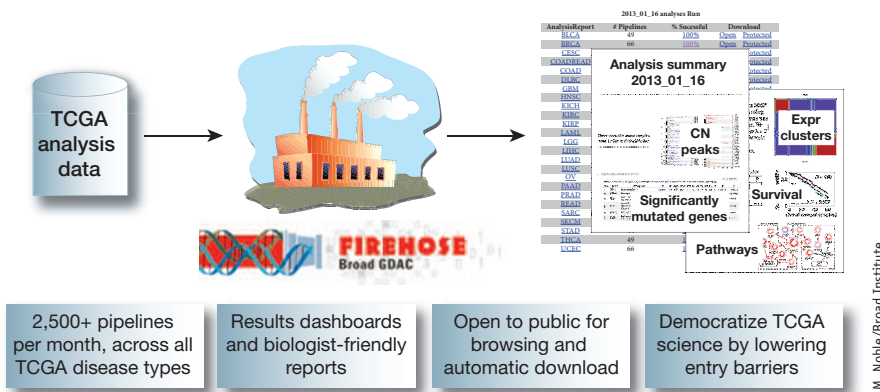 2013_01_16 analyses Run
AnalysisReport # Pipelines % Sucessful Download
BLCA 49 100% Open Protected
BRCA 66 100% Open Protected
CESC
COADREAD
COAD
DLBC
GBM
HNSC
KICH
KIRC
KIRP
LAML
LGG
LIHC
LUAD
LUSC
OV
PAAD
PRAD
READ
SARC
SKCM
STAD
THCA 49
UCEC 66
Analysis summary
2013_01_16
CN
peaks
Significantly
mutated genes
Expr
clusters
Survival
Pathways
TCGA
analysis
data
FIREHOSE
Broad GDAC
2,500+ pipelines
per month, across all
TCGA disease types
Results dashboards
and biologist-friendly
reports
Open to public for
browsing and
automatic download
Democratize TCGA
science by lowering
entry barriers
M. Noble/Broad Institute